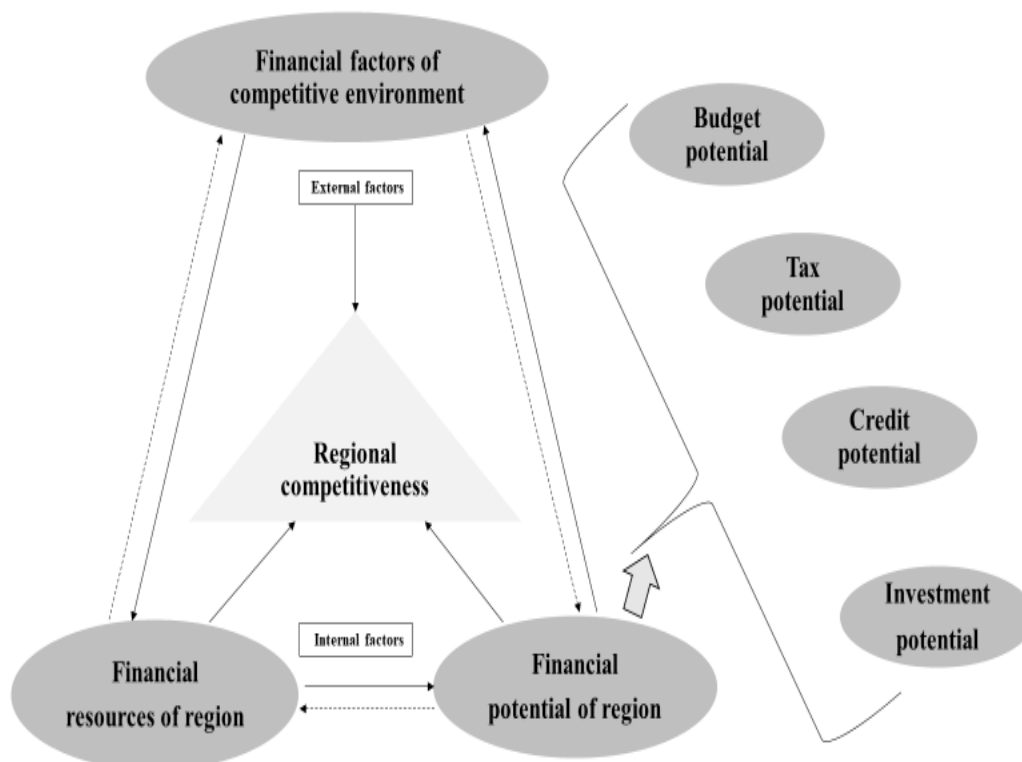 Financial factors of
competitive environment
Budget
potential
External factors
Tax
potential
Credit
potential
Regional
competitiveness
Investment
potential
Internal factors
Financial
resources of region
Financial
potential of region